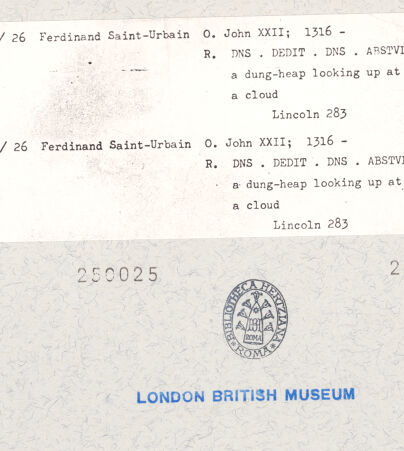 / 26 Ferdinand Saint-Urbain O. John XXII; 1316 -
R. DNS . DEDIT . DNS . ABSTVI
a dung-heap looking up at
a cloud
Lincoln 283
/ 26 Ferdinand Saint-Urbain O. John XXII; 1316 -
R. DNS . DEDIT . DNS . ABSTV
a dung-heap looking up at
a cloud
Lincoln 283
250025
2
BIBLIOTHECA HERTZIANA
ROMA
ROMA
LONDON BRITISH MUSEUM